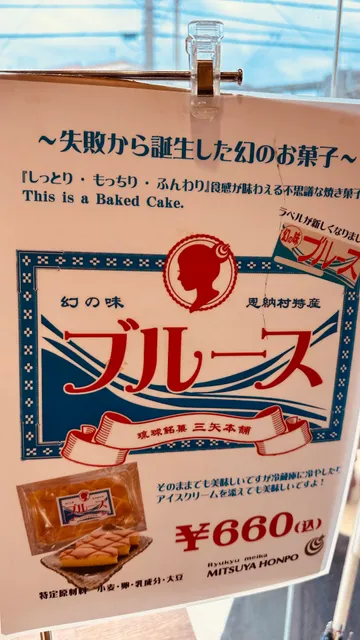 ～失敗から誕生した幻のお菓子～
『しっとり・もっちり・ふんわり』食感が味わえる不思議な焼き菓子
This is a Baked Cake.
ラベルが新しくなりまし
幻の味
ブルース
幻の味
恩納村特産
ブルース
琉球銘菓 三矢本舗
そのままでも美味しいですが冷蔵庫に冷やしたり
アイスクリームを添えても美味しいですよ！
ブルース
¥660(込)
Ryukyu meika
MITSUYA HONPO
特定原材料 小麦・卵・乳成分・大豆